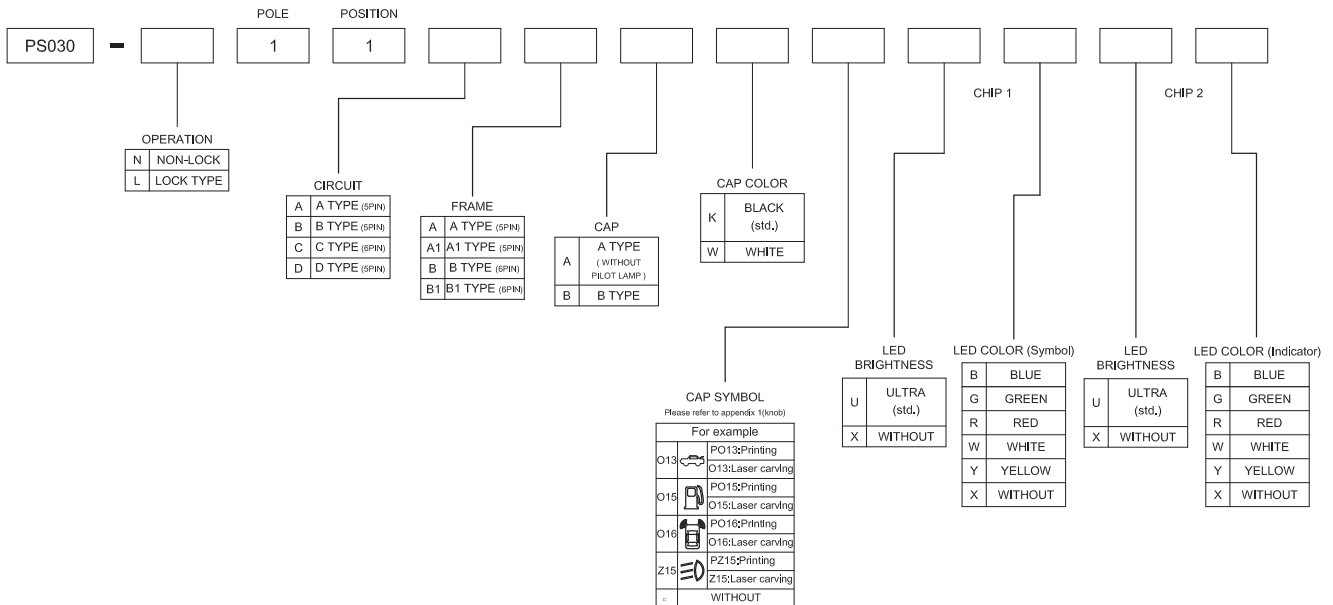 POLE POSITION
PS030 - 1 1
CHIP 1 CHIP 2
OPERATION
N NON-LOCK
L LOCK TYPE
CIRCUIT
A A TYPE (5PIN)
B B TYPE (5PIN)
C C TYPE (6PIN)
D D TYPE (5PIN)
FRAME
A A TYPE (5PIN)
A1 A1 TYPE (5PIN)
B B TYPE (6PIN)
B1 B1 TYPE (6PIN)
CAP
A A TYPE
( WITHOUT
PILOT LAMP )
B B TYPE
CAP COLOR
K BLACK
(std.)
W WHITE
CAP SYMBOL
Please refer to appendix 1(knob)
For example
O13 PO13:Printing
O13:Laser carving
O15 PO15:Printing
O15:Laser carving
O16 PO16:Printing
O16:Laser carving
Z15 PZ15:Printing
Z15:Laser carving
WITHOUT
LED
BRIGHTNESS
U ULTRA
(std.)
X WITHOUT
LED COLOR (Symbol)
B BLUE
G GREEN
R RED
W WHITE
Y YELLOW
X WITHOUT
LED
BRIGHTNESS
U ULTRA
(std.)
X WITHOUT
LED COLOR (Indicator)
B BLUE
G GREEN
R RED
W WHITE
Y YELLOW
X WITHOUT